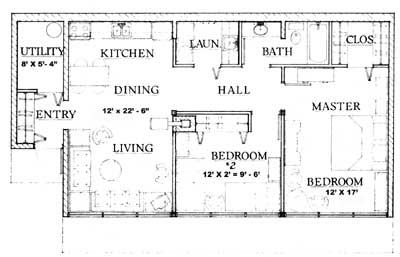 UTILITY
8' X 5'- 4"
KITCHEN
LAUN.
BATH
CLOS.
DINING
HALL
ENTRY
12' x 22' - 6"
MASTER
LIVING
BEDROOM
#2
12' X 2' = 9' - 6'
BEDROOM
12' X 17'